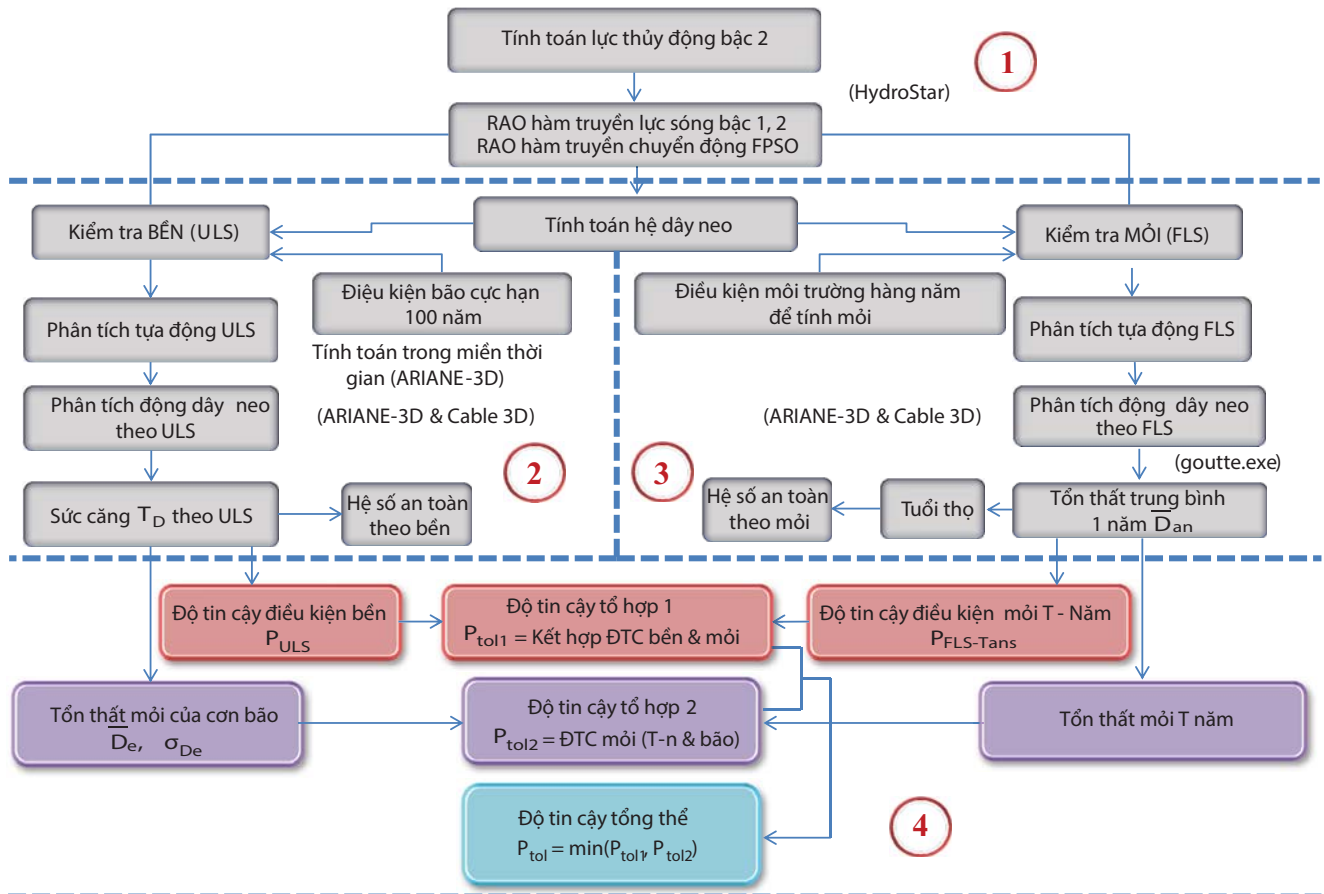 Tính toán lực thủy động bậc 2
1
(HydroStar)
RAO hàm truyền lực sóng bậc 1, 2
RAO hàm truyền chuyển động FPSO
Kiểm tra BỀN (ULS)
Tính toán hệ dây neo
Kiểm tra MỎI (FLS)
Điệu kiện bão cực hạn
100 năm
Điều kiện môi trường hàng năm
để tính mỏi
Phân tích tựa động ULS
Tính toán trong miền thời
gian (ARIANE-3D)
Phân tích tựa động FLS
Phân tích động dây neo
theo ULS
(ARIANE-3D & Cable 3D)
(ARIANE-3D & Cable 3D)
Phân tích động dây neo
theo FLS
(goutte.exe)
2
3
Sức căng T_D theo ULS
Hệ số an toàn
theo bền
Hệ số an toàn
theo mỏi
Tuổi thọ
Tổn thất trung bình
1 năm D̅an
Độ tin cậy điều kiện bền
P_ULS
Độ tin cậy tổ hợp 1
P_tol1 = Kết hợp ĐTC bền & mỏi
Độ tin cậy điều kiện mỏi T - Năm
P_FLS-Tans
Tổn thất mỏi của cơn bão
D̅e, σ_De
Độ tin cậy tổ hợp 2
P_tol2 = ĐTC mỏi (T-n & bão)
Tổn thất mỏi T năm
Độ tin cậy tổng thể
P_tol = min(P_tol1, P_tol2)
4